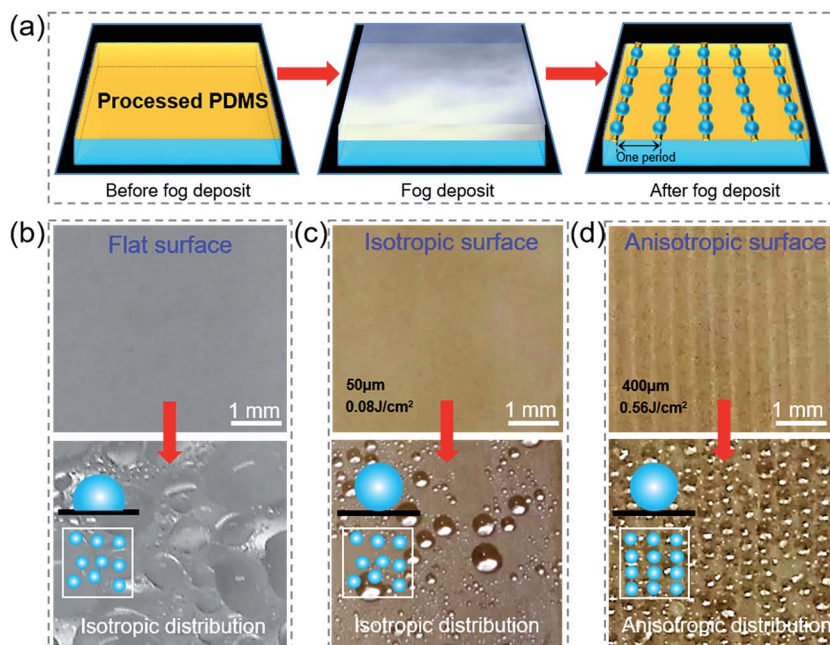 (a)
Processed PDMS
One period
Before fog deposit
Fog deposit
After fog deposit
(b)
Flat surface
1 mm
Isotropic distribution
(c)
Isotropic surface
50μm
0.08J/cm²
1 mm
Isotropic distribution
(d)
Anisotropic surface
400μm
0.56J/cm²
1 mm
Anisotropic distribution